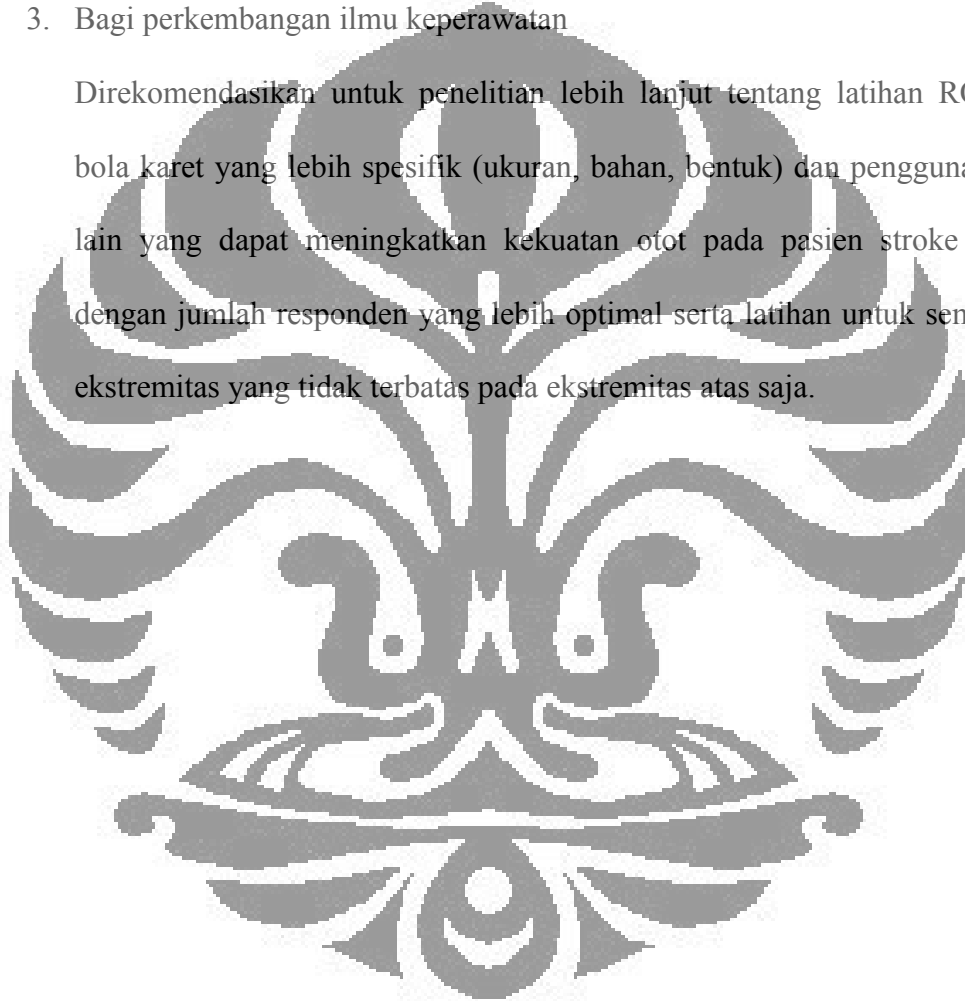 3. Bagi perkembangan ilmu keperawatan
Direkomendasikan untuk penelitian lebih lanjut tentang latihan
bola karet yang lebih spesifik (ukuran, bahan, bentuk) dan
lain yang dapat meningkatkan kekuatan otot pada pasien stroke
dengan jumlah responden yang lebih optimal serta latihan untuk
ekstremitas yang tidak terbatas pada ekstremitas atas saja.